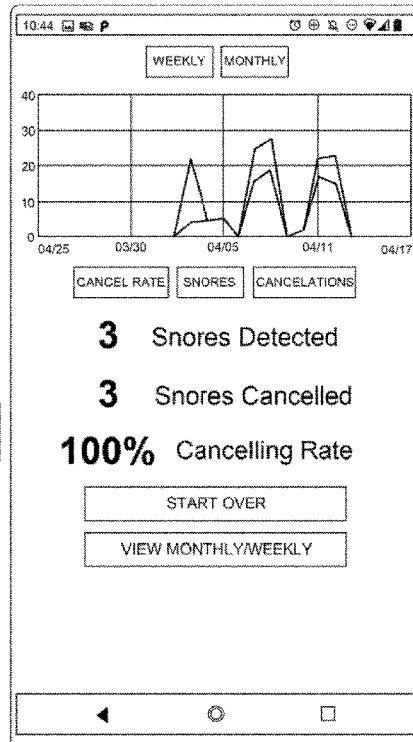 10:44 P
WEEKLY MONTHLY
40
30
20
10
0
04/25 03/30 04/05 04/11 04/17
CANCEL RATE SNORES CANCELATIONS
3 Snores Detected
3 Snores Cancelled
100% Cancelling Rate
START OVER
VIEW MONTHLY/WEEKLY